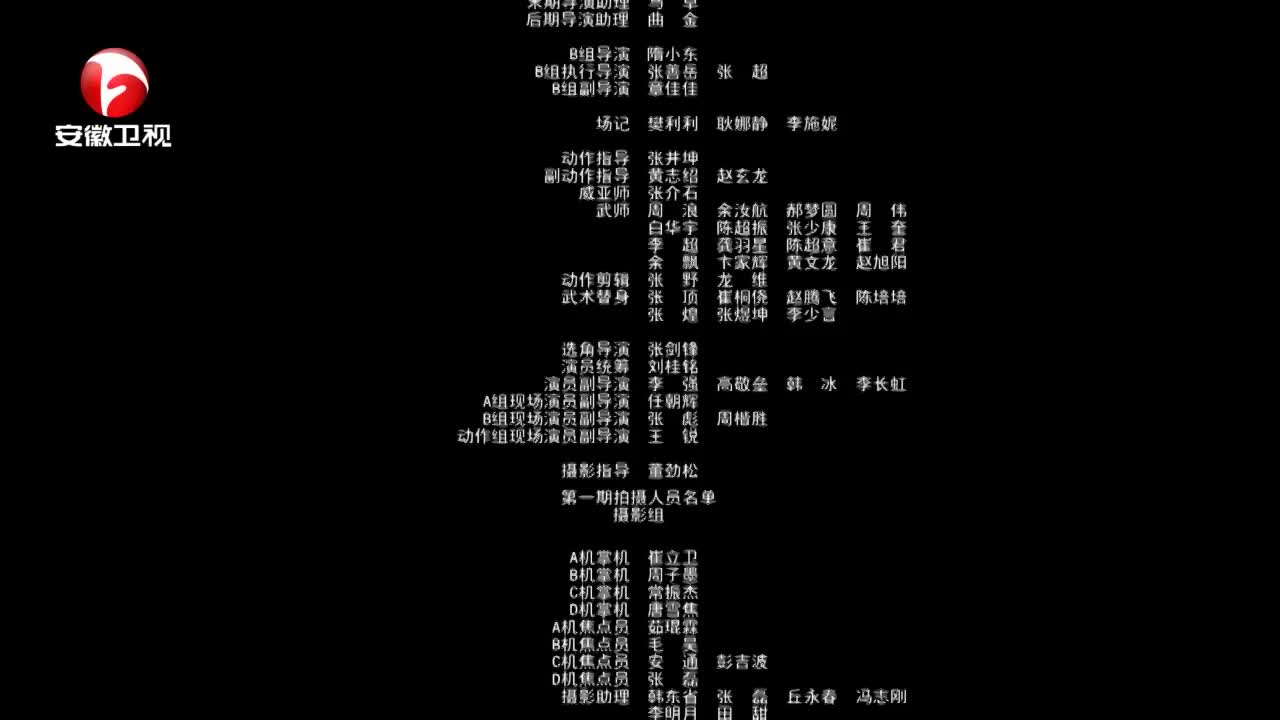 后期导演助理 曲 金
B组导演 隋小东
B组执行导演 张善岳 张 超
B组副导演 章佳佳
安徽卫视
场记 樊利利 耿娜静 李施妮
动作指导 张井坤
副动作指导 黄志绍 赵玄龙
威亚师 张介石
武师 周 浪 余汝航 郝梦圆 周 伟
白华宇 陈超振 张少康 王 奎
李 超 龚羽星 陈超意 崔 君
余 飘 卞家辉 黄文龙 赵旭阳
动作剪辑 张 野 龙 维
武术替身 张 顶 崔桐侥 赵腾飞 陈培培
张 煌 张煜坤 李少言
选角导演 张剑锋
演员统筹 刘桂铭
演员副导演 李 强 高敬垒 韩 冰 李长虹
A组现场演员副导演 任朝辉
B组现场演员副导演 张 彪 周楷胜
动作组现场演员副导演 王 锐
摄影指导 董劲松
第一期拍摄人员名单
摄影组
A机掌机 崔立卫
B机掌机 周子墨
C机掌机 常振杰
D机掌机 唐雪焦
A机焦点员 茹琨霖
B机焦点员 毛 昊
C机焦点员 安 通 彭吉波
D机焦点员 张 磊
摄影助理 韩东省 张 磊 丘永春 冯志刚
李明月 田 甜